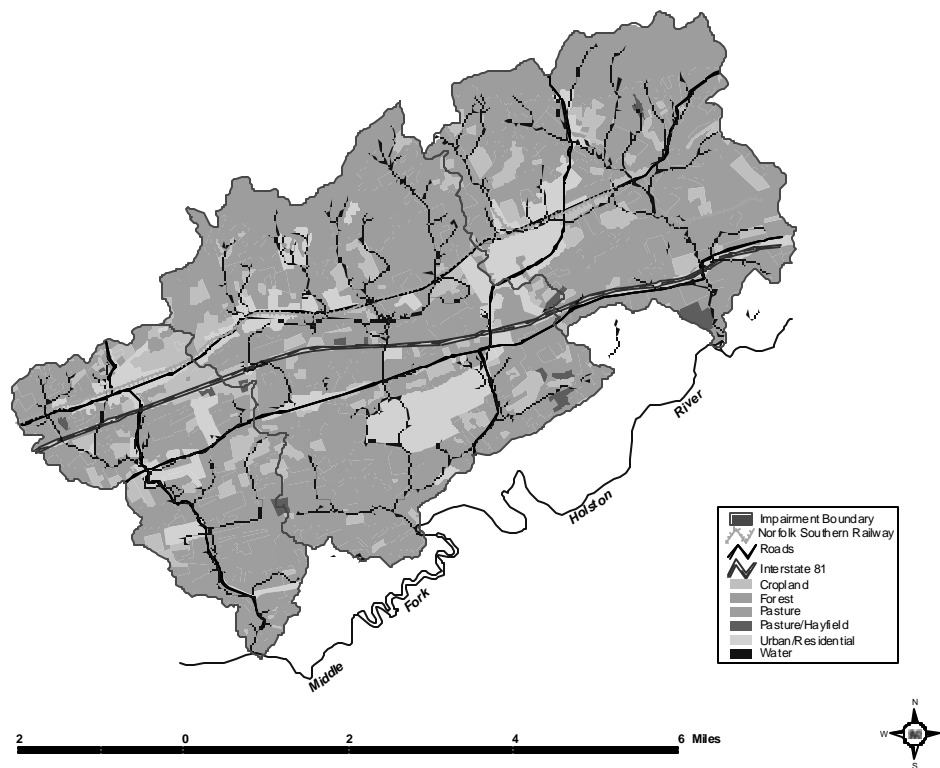 River
Holston
Fork
Middle
Impairment Boundary
Norfolk Southern Railway
Roads
Interstate 81
Cropland
Forest
Pasture
Pasture/Hayfield
Urban/Residential
Water
2 0 2 4 6 Miles
N
W
S